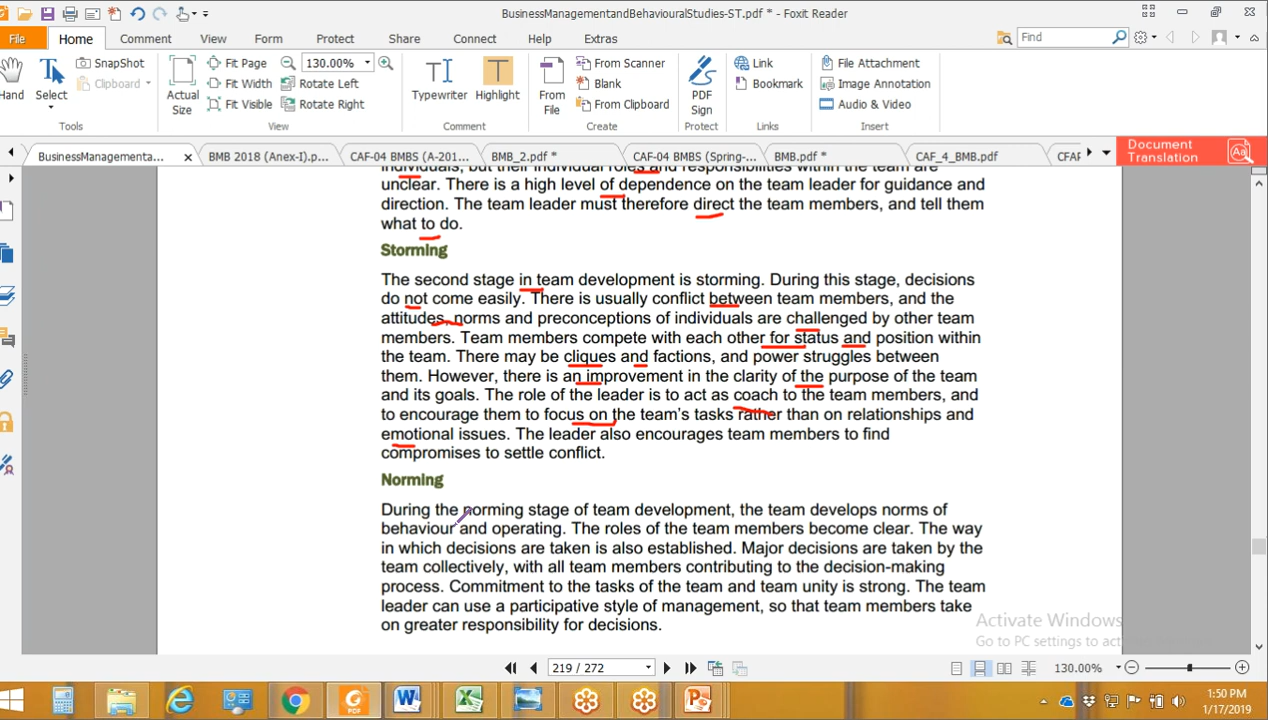 BusinessManagementandBehaviouralStudies-ST.pdf * - Foxit Reader
File Home Comment View Form Protect Share Connect Help Extras Find
Hand Select SnapShot Clipboard Actual Size Fit Page Fit Width Fit Visible 130.00% Rotate Left Rotate Right Typewriter Highlight From File From Scanner Blank From Clipboard PDF Sign Link Bookmark File Attachment Image Annotation Audio & Video
Tools View Comment Create Protect Links Insert
BusinessManagementa... BMB 2018 (Anex-I).p... CAF-04 BMBS (A-201... BMB_2.pdf * CAF-04 BMBS (Spring-... BMB.pdf * CAF_4_BMB.pdf CFAP
Document Translation
individuals, but their individual roles and responsibilities within the team are
unclear. There is a high level of dependence on the team leader for guidance and
direction. The team leader must therefore direct the team members, and tell them
what to do.
Storming
The second stage in team development is storming. During this stage, decisions
do not come easily. There is usually conflict between team members, and the
attitudes, norms and preconceptions of individuals are challenged by other team
members. Team members compete with each other for status and position within
the team. There may be cliques and factions, and power struggles between
them. However, there is an improvement in the clarity of the purpose of the team
and its goals. The role of the leader is to act as coach to the team members, and
to encourage them to focus on the team's tasks rather than on relationships and
emotional issues. The leader also encourages team members to find
compromises to settle conflict.
Norming
During the norming stage of team development, the team develops norms of
behaviour and operating. The roles of the team members become clear. The way
in which decisions are taken is also established. Major decisions are taken by the
team collectively, with all team members contributing to the decision-making
process. Commitment to the tasks of the team and team unity is strong. The team
leader can use a participative style of management, so that team members take
on greater responsibility for decisions.
Activate Windows
Go to PC settings to
219 / 272 130.00%
1:50 PM
1/17/2019